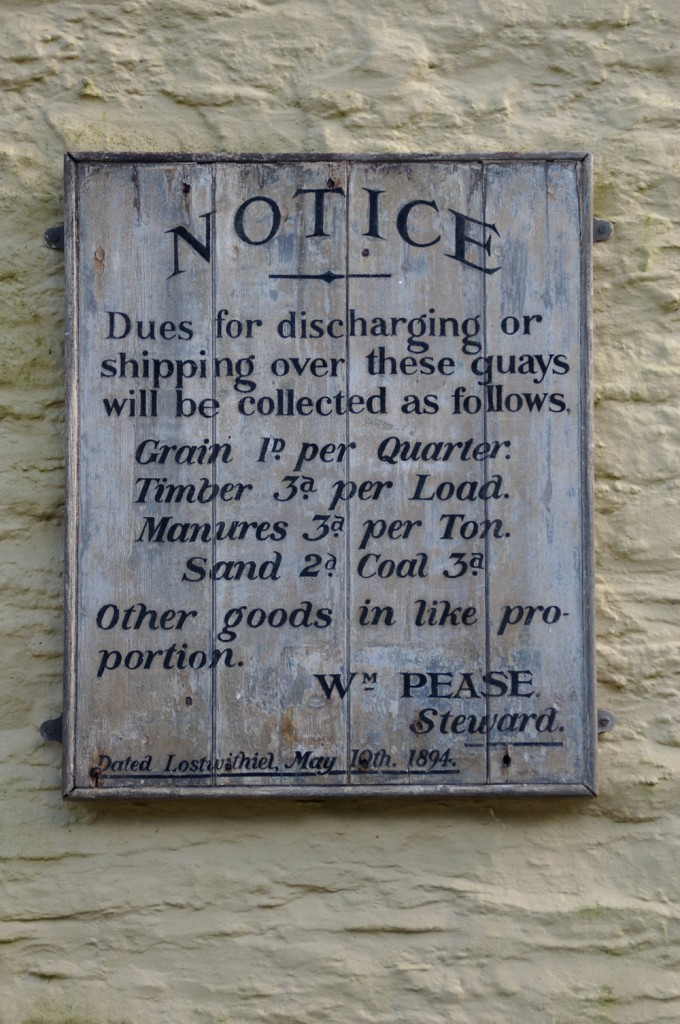 NOTICE
Dues for discharging or
shipping over these quays
will be collected as follows.
Grain 1ᴰ per Quarter.
Timber 3ᵈ per Load.
Manures 3ᵈ per Ton.
Sand 2ᵈ Coal 3ᵈ
Other goods in like pro-
portion.
Wᴹ PEASE.
Steward.
Dated Lostwithiel, May 10th. 1894.